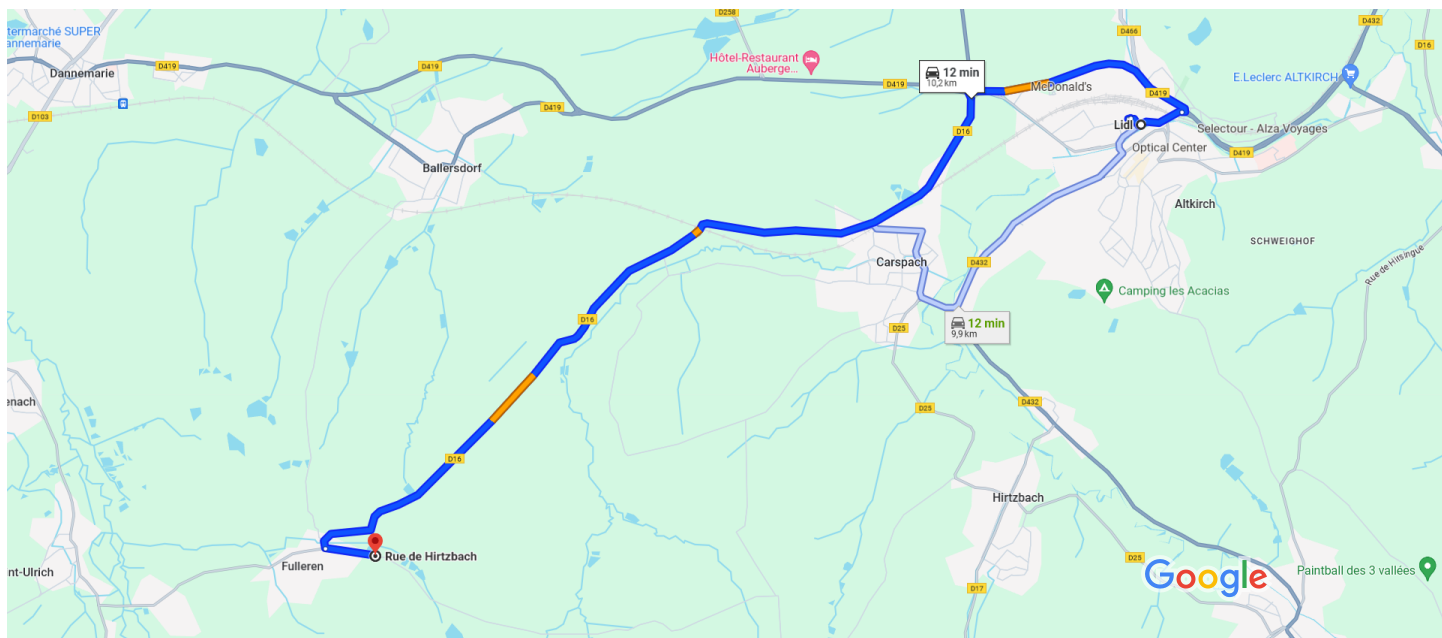 D258
D432
termarché SUPER
annemarie
D466
D16
Hôtel-Restaurant
Auberge...
Dannemarie
D419
D419
12 min
10,2 km
E.Leclerc ALTKIRCH
McDonald's
D419
D419
D419
D103
Lidl
D16
Selectour - Alza Voyages
Optical Center
D419
Ballersdorf
Altkirch
SCHWEIGHOF
Carspach
D432
Rue de Hirsingue
Camping les Acacias
D16
D25
12 min
9,9 km
enach
D432
D25
D16
Hirtzbach
Rue de Hirtzbach
D25
Fulleren
nt-Ulrich
Google
Paintball des 3 vallées
D17